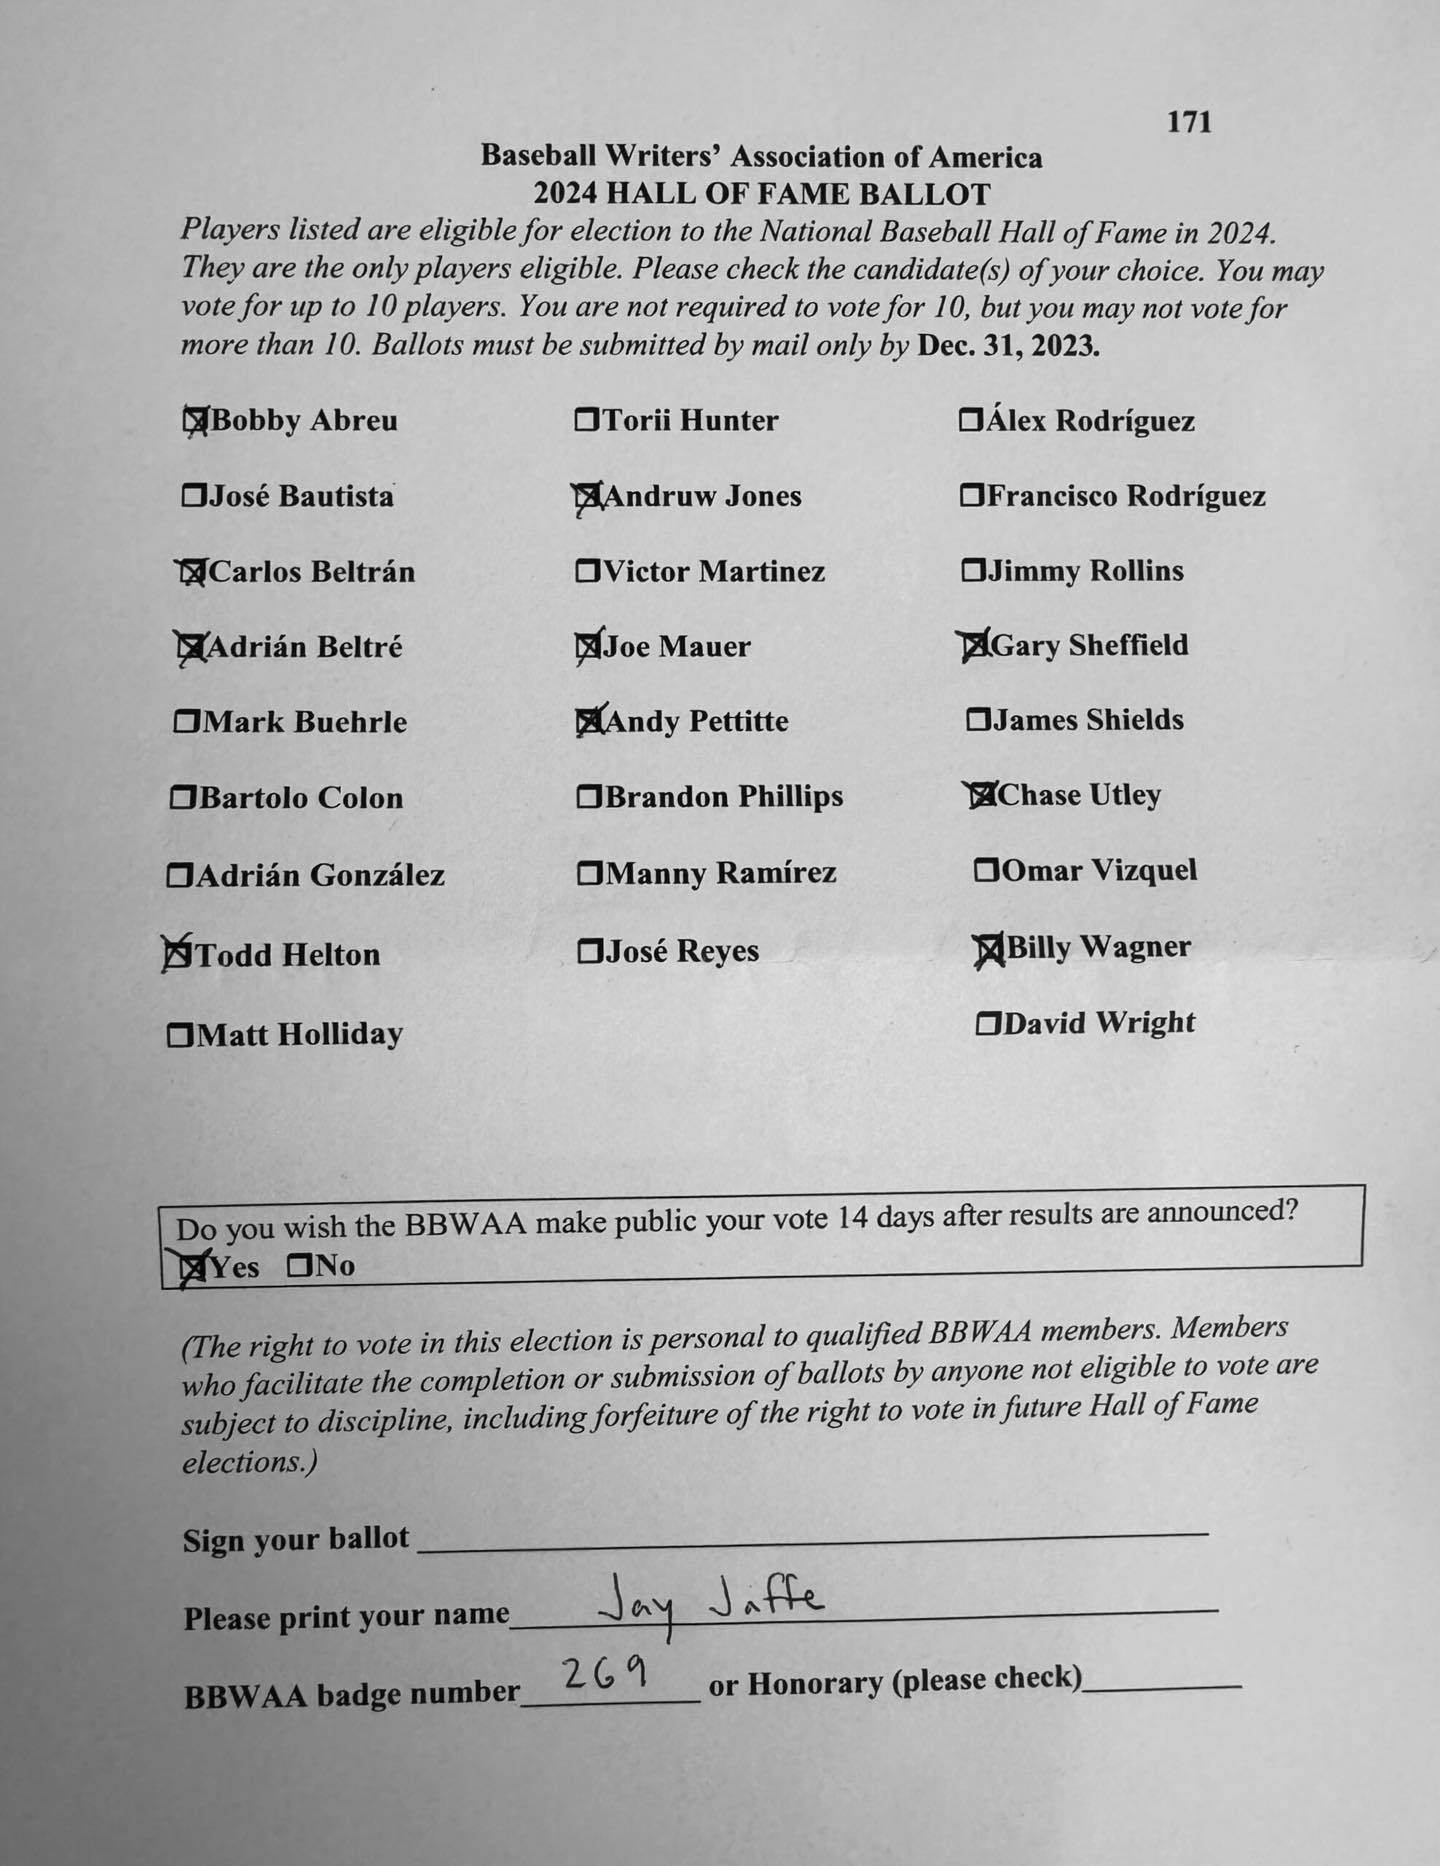 171
Baseball Writers' Association of America
2024 HALL OF FAME BALLOT
Players listed are eligible for election to the National Baseball Hall of Fame in 2024.
They are the only players eligible. Please check the candidate(s) of your choice. You may
vote for up to 10 players. You are not required to vote for 10, but you may not vote for
more than 10. Ballots must be submitted by mail only by Dec. 31, 2023.
☒Bobby Abreu ☐Torii Hunter ☐Álex Rodríguez
☐José Bautista ☒Andruw Jones ☐Francisco Rodríguez
☒Carlos Beltrán ☐Victor Martinez ☐Jimmy Rollins
☒Adrián Beltré ☒Joe Mauer ☒Gary Sheffield
☐Mark Buehrle ☒Andy Pettitte ☐James Shields
☐Bartolo Colon ☐Brandon Phillips ☒Chase Utley
☐Adrián González ☐Manny Ramírez ☐Omar Vizquel
☒Todd Helton ☐José Reyes ☒Billy Wagner
☐Matt Holliday ☐David Wright
Do you wish the BBWAA make public your vote 14 days after results are announced?
☒Yes ☐No
(The right to vote in this election is personal to qualified BBWAA members. Members
who facilitate the completion or submission of ballots by anyone not eligible to vote are
subject to discipline, including forfeiture of the right to vote in future Hall of Fame
elections.)
Sign your ballot
Please print your name Jay Jaffe
BBWAA badge number 269 or Honorary (please check)